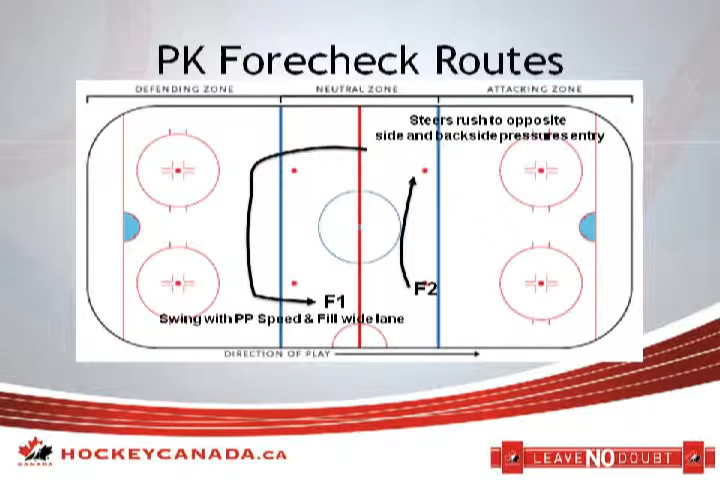 PK Forecheck Routes
DEFENDING ZONE NEUTRAL ZONE ATTACKING ZONE
Steers rush to opposite
side and backside pressures entry
F2
F1
Swing with PP Speed & Fill wide lane
DIRECTION OF PLAY
CANADA
HOCKEYCANADA.CA
LEAVE NO DOUBT